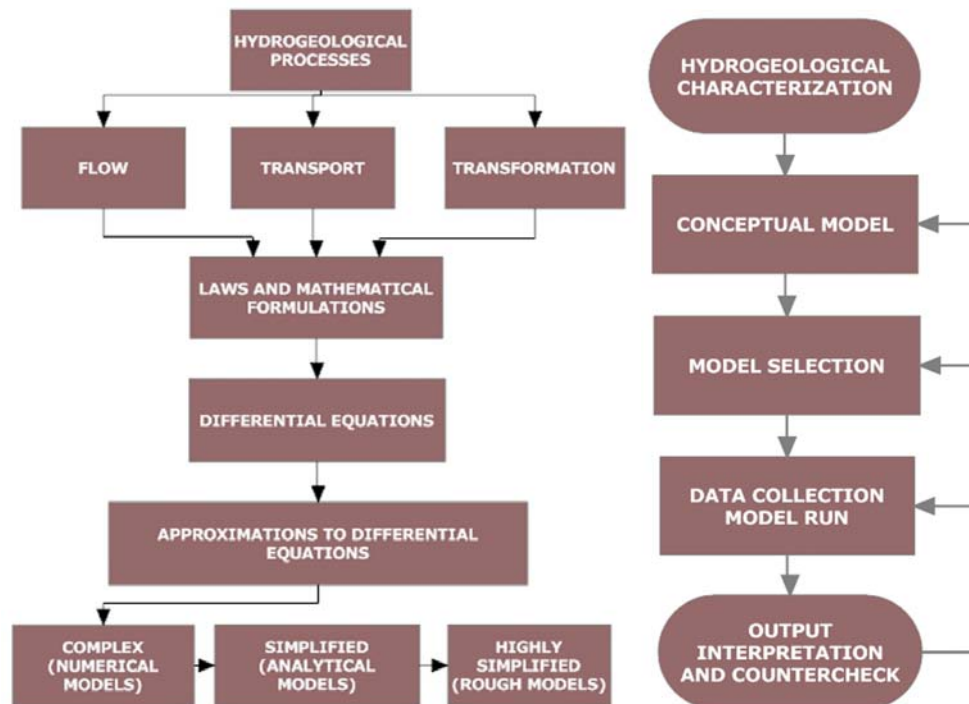 HYDROGEOLOGICAL
PROCESSES
FLOW
TRANSPORT
TRANSFORMATION
LAWS AND MATHEMATICAL
FORMULATIONS
DIFFERENTIAL EQUATIONS
APPROXIMATIONS TO DIFFERENTIAL
EQUATIONS
COMPLEX
(NUMERICAL
MODELS)
SIMPLIFIED
(ANALYTICAL
MODELS)
HIGHLY
SIMPLIFIED
(ROUGH MODELS)
HYDROGEOLOGICAL
CHARACTERIZATION
CONCEPTUAL MODEL
MODEL SELECTION
DATA COLLECTION
MODEL RUN
OUTPUT
INTERPRETATION
AND COUNTERCHECK